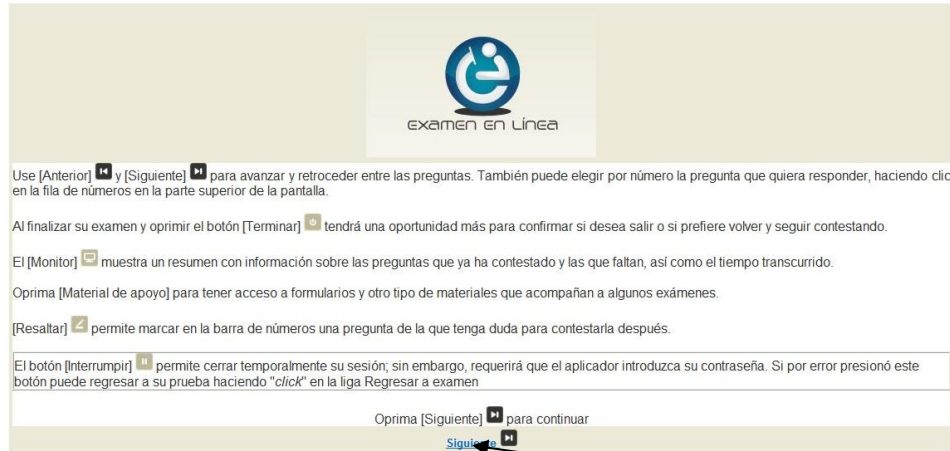 examen en Línea
Use [Anterior] y [Siguiente] para avanzar y retroceder entre las preguntas. También puede elegir por número la pregunta que quiera responder, haciendo clic
en la fila de números en la parte superior de la pantalla.
Al finalizar su examen y oprimir el botón [Terminar] tendrá una oportunidad más para confirmar si desea salir o si prefiere volver y seguir contestando.
El [Monitor] muestra un resumen con información sobre las preguntas que ya ha contestado y las que faltan, así como el tiempo transcurrido.
Oprima [Material de apoyo] para tener acceso a formularios y otro tipo de materiales que acompañan a algunos exámenes.
[Resaltar] permite marcar en la barra de números una pregunta de la que tenga duda para contestarla después.
El botón [Interrumpir] permite cerrar temporalmente su sesión; sin embargo, requerirá que el aplicador introduzca su contraseña. Si por error presionó este
botón puede regresar a su prueba haciendo "click" en la liga Regresar a examen
Oprima [Siguiente] para continuar
Siguiente